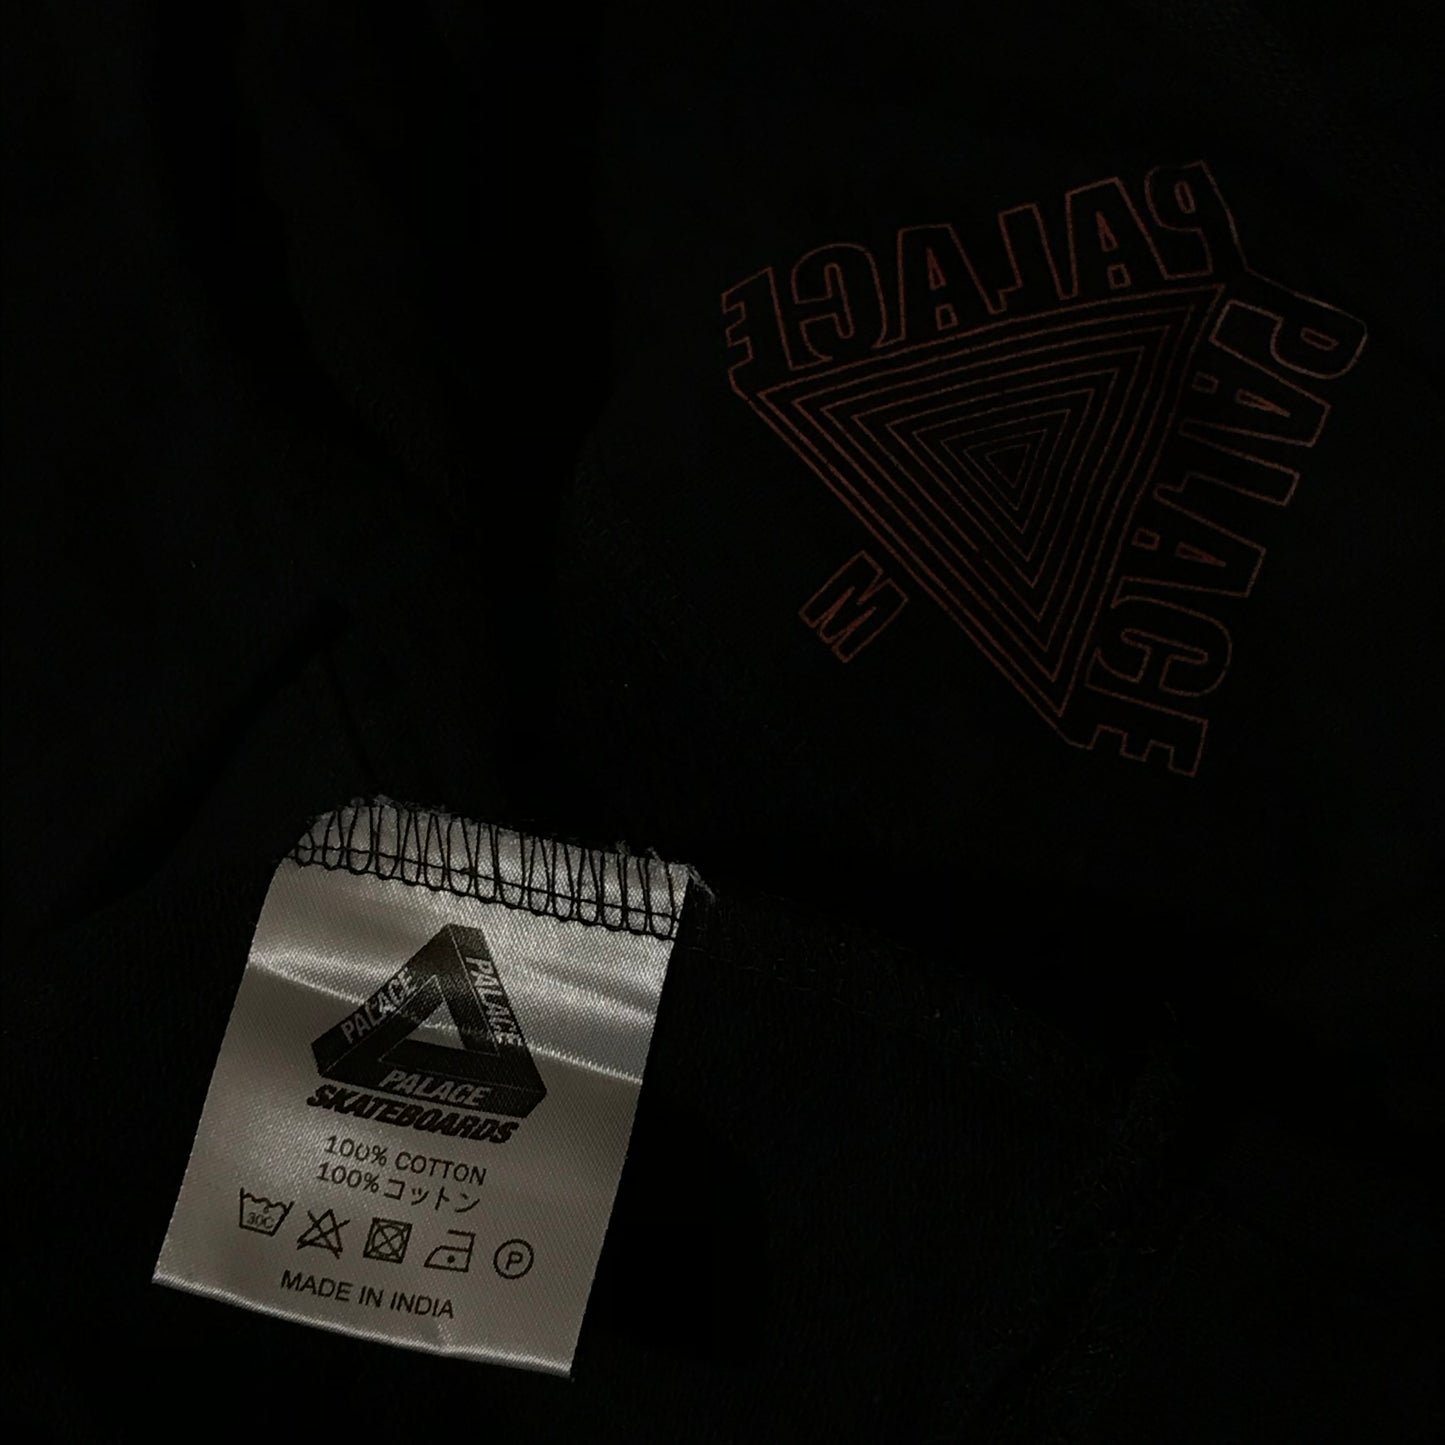 PALACE
PALACE
M
PALACE
PALACE
PALACE
SKATEBOARDS
100% COTTON
100%コットン
30C
P
MADE IN INDIA